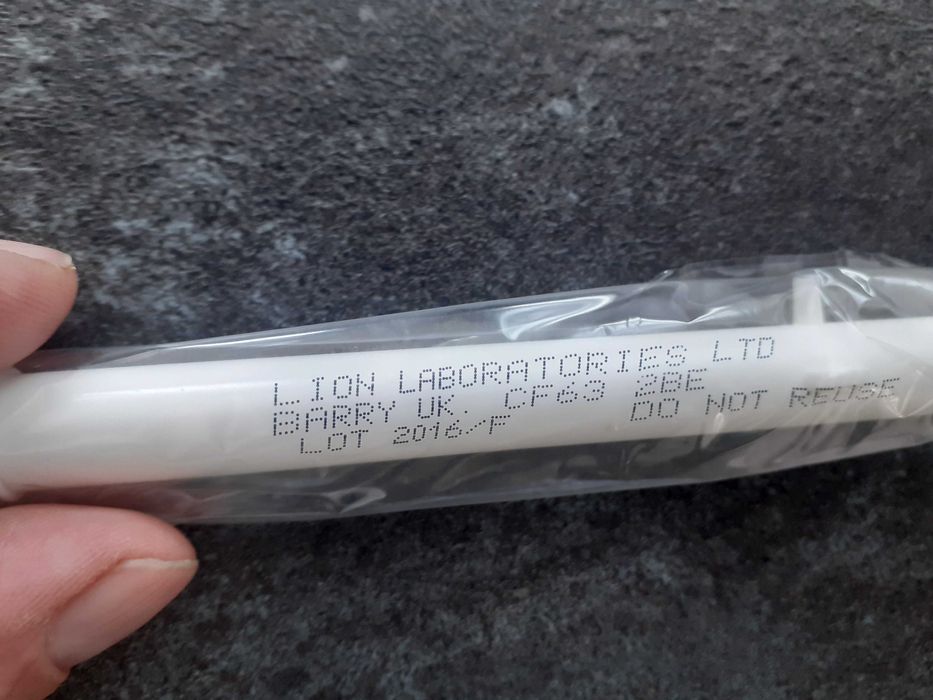 LION LABORATORIES LTD
BARRY UK. CF63 2BE
LOT 2016/F DO NOT REUSE